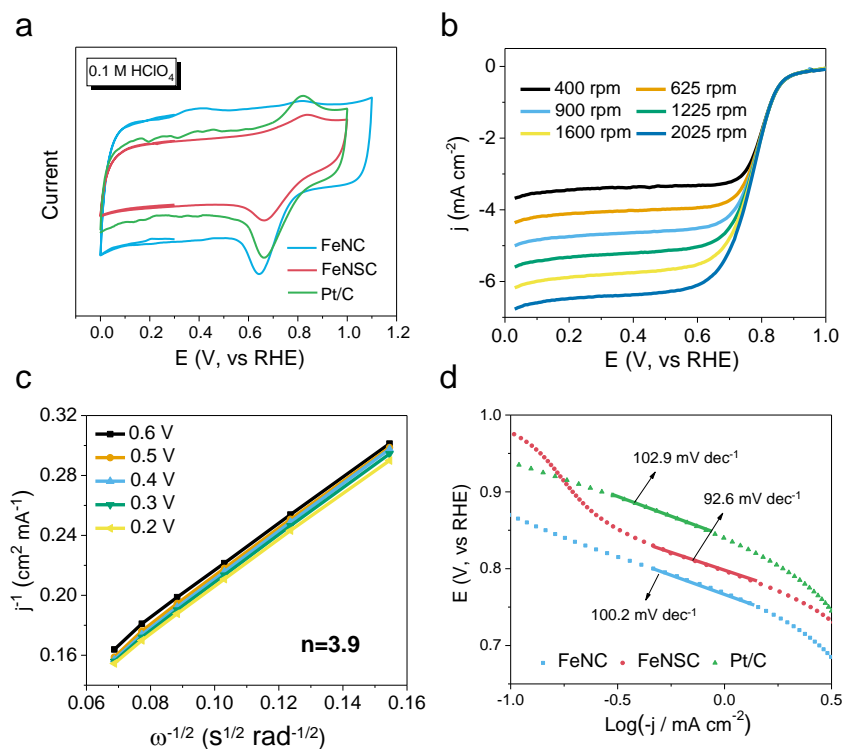 a
0.1 M HClO4
Current
FeNC
FeNSC
Pt/C
0.0 0.2 0.4 0.6 0.8 1.0 1.2
E (V, vs RHE)
b
0
-2
-4
-6
j (mA cm-2)
400 rpm 625 rpm
900 rpm 1225 rpm
1600 rpm 2025 rpm
0.0 0.2 0.4 0.6 0.8 1.0
E (V, vs RHE)
c
0.32
0.28
0.24
0.20
0.16
j-1 (cm2 mA-1)
0.6 V
0.5 V
0.4 V
0.3 V
0.2 V
n=3.9
0.06 0.08 0.10 0.12 0.14 0.16
ω-1/2 (s1/2 rad-1/2)
d
1.0
0.9
0.8
0.7
E (V, vs RHE)
102.9 mV dec-1
92.6 mV dec-1
100.2 mV dec-1
FeNC FeNSC Pt/C
-1.0 -0.5 0.0 0.5
Log(-j / mA cm-2)